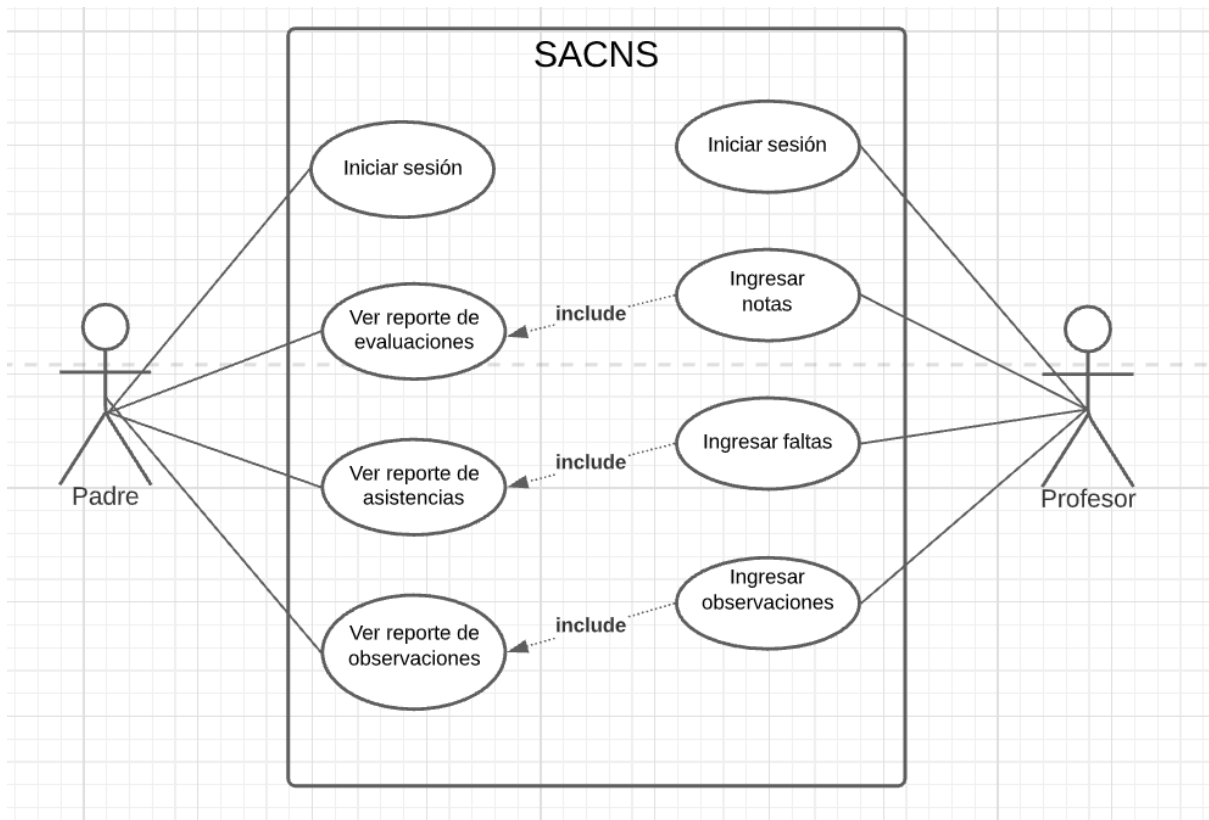 SACNS
Iniciar sesión
Iniciar sesión
Ingresar
notas
include
Ver reporte de
evaluaciones
Ingresar faltas
include
Ver reporte de
asistencias
Padre
Profesor
Ingresar
observaciones
include
Ver reporte de
observaciones